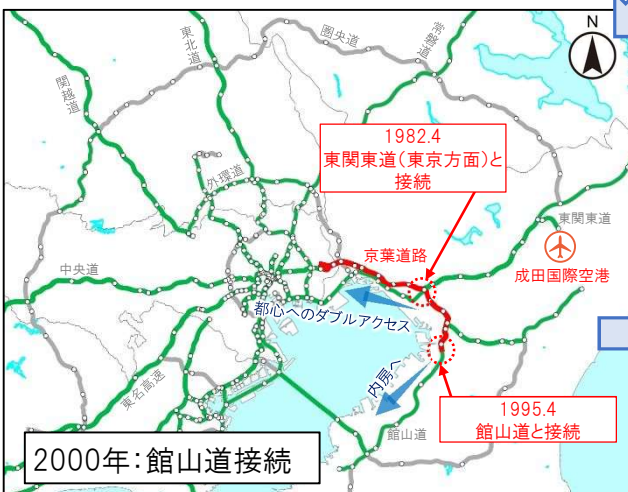 N
圏央道
常磐道
東北道
関越道
1982.4
東関東道(東京方面)と
接続
外環道
東関東道
京葉道路
成田国際空港
中央道
都心へのダブルアクセス
内房へ
東名高速
1995.4
館山道と接続
館山道
2000年:館山道接続